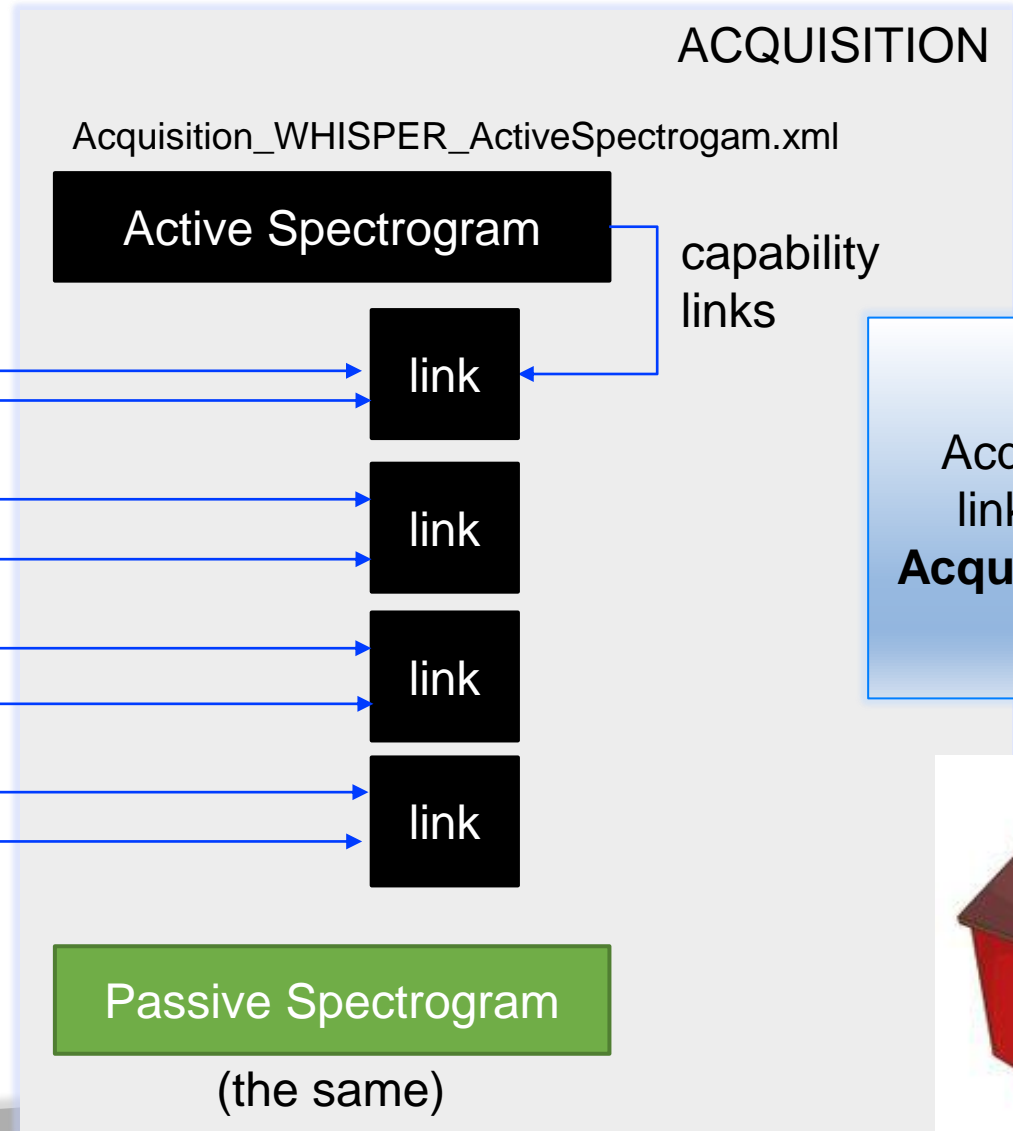 ACQUISITION
Acquisition_WHISPER_ActiveSpectrogam.xml
Active Spectrogram
capability
links
link
link
link
link
Passive Spectrogram
(the same)